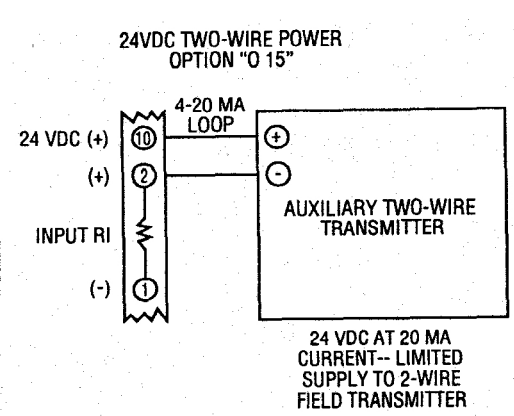 24VDC TWO-WIRE POWER
OPTION "O 15"
4-20 MA
LOOP
24 VDC (+)
10
+
(+)
2
-
AUXILIARY TWO-WIRE
TRANSMITTER
INPUT RI
(-)
1
24 VDC AT 20 MA
CURRENT-- LIMITED
SUPPLY TO 2-WIRE
FIELD TRANSMITTER